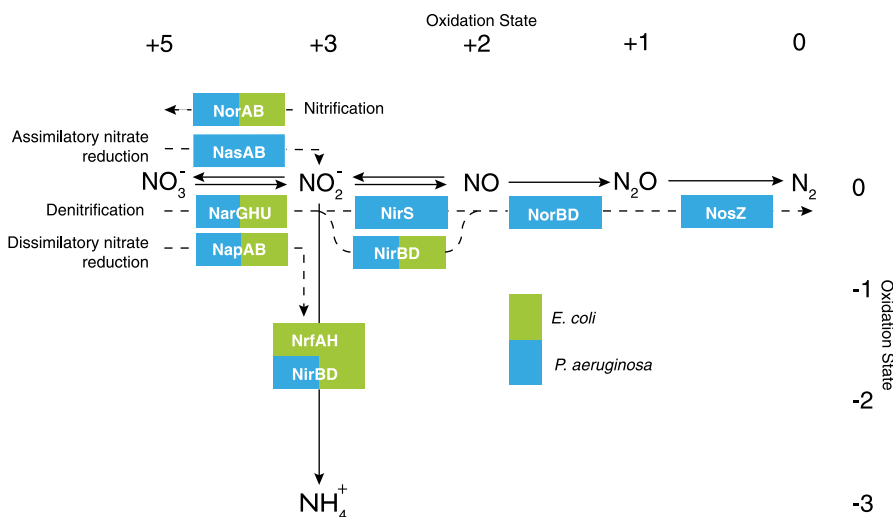 Oxidation State
+5 +3 +2 +1 0
NorAB Nitrification
Assimilatory nitrate
reduction
NasAB
NO₃⁻ NO₂⁻ NO N₂O N₂ 0
Denitrification NarGHU NirS NorBD NosZ
Dissimilatory nitrate
reduction
NapAB NirBD
-1
Oxidation State
E. coli
NrfAH
P. aeruginosa
NirBD
-2
NH₄⁺ -3